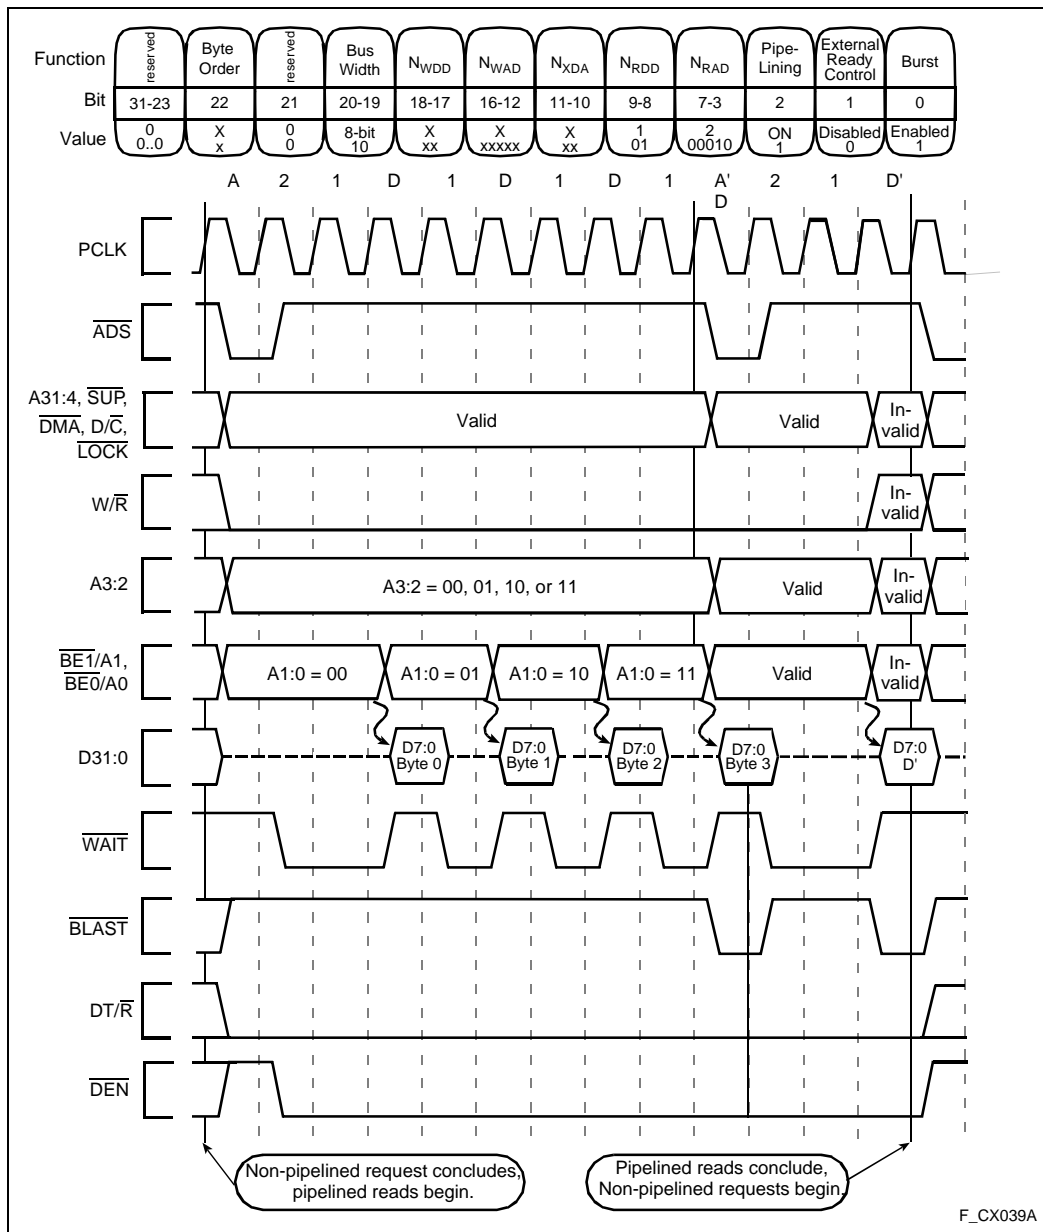 Function reserved Byte Order reserved Bus Width NWDD NWAD NXDA NRDD NRAD Pipe-Lining External Ready Control Burst
Bit 31-23 22 21 20-19 18-17 16-12 11-10 9-8 7-3 2 1 0
Value 0 X 0 8-bit X X X 1 2 ON Disabled Enabled
0..0 x 0 10 xx xxxxx xx 01 00010 1 0 1
A 2 1 D 1 D 1 D 1 A' 2 1 D'
D
PCLK
ADS
A31:4, SUP,
DMA, D/C,
LOCK
Valid Valid In-
valid
W/R In-
valid
A3:2 A3:2 = 00, 01, 10, or 11 Valid In-
valid
BE1/A1,
BE0/A0
A1:0 = 00 A1:0 = 01 A1:0 = 10 A1:0 = 11 Valid In-
valid
D31:0
D7:0 D7:0 D7:0 D7:0 D7:0
Byte 0 Byte 1 Byte 2 Byte 3 D'
WAIT
BLAST
DT/R
DEN
Non-pipelined request concludes,
pipelined reads begin.
Pipelined reads conclude,
Non-pipelined requests begin.
F_CX039A